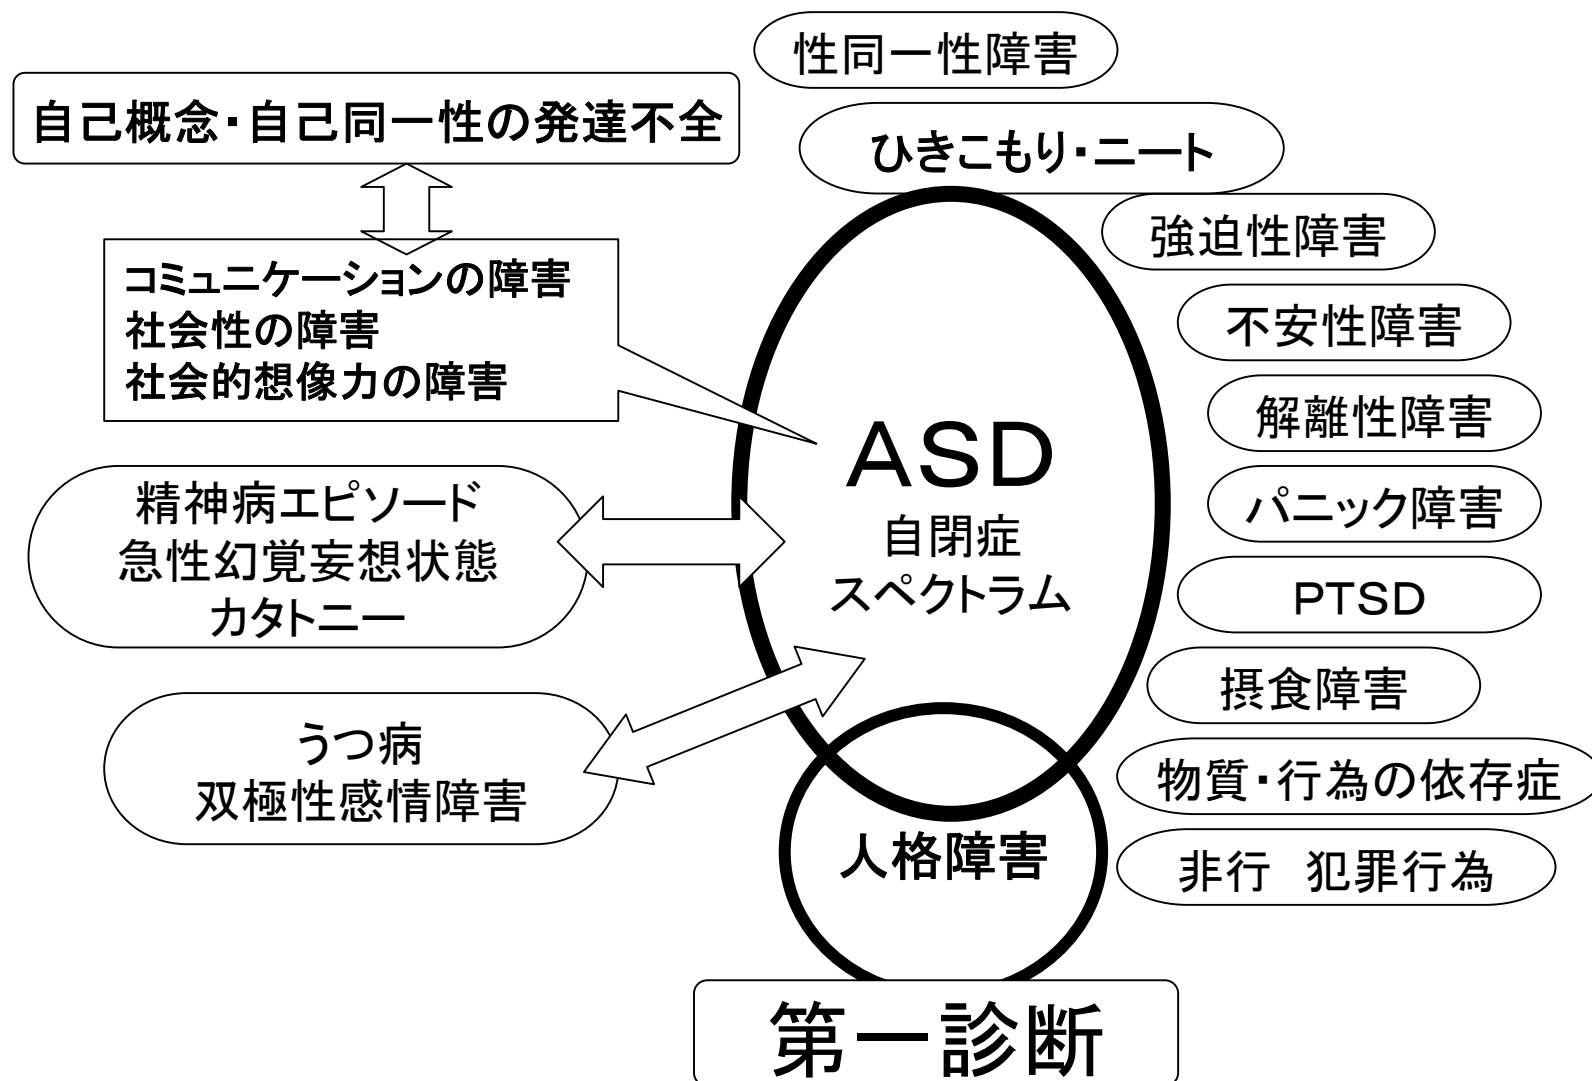 性同一性障害
自己概念・自己同一性の発達不全
ひきこもり・ニート
強迫性障害
コミュニケーションの障害
社会性の障害
社会的想像力の障害
不安性障害
解離性障害
ASD
自閉症
スペクトラム
精神病エピソード
急性幻覚妄想状態
カタトニー
パニック障害
PTSD
摂食障害
うつ病
双極性感情障害
物質・行為の依存症
人格障害
非行　犯罪行為
第一診断